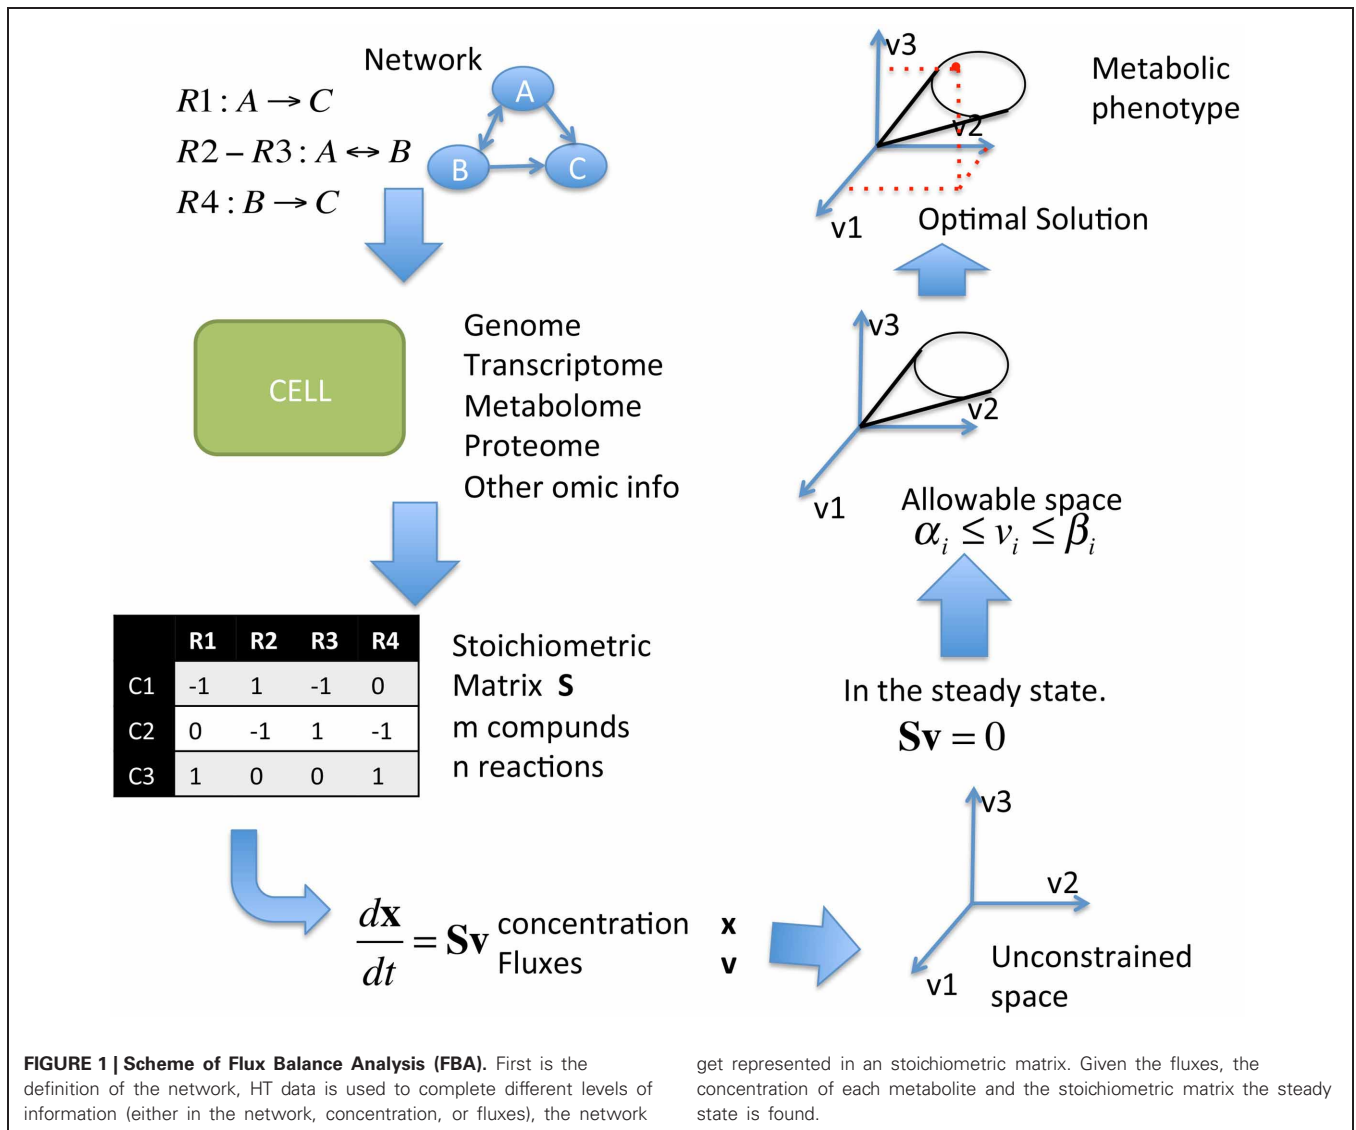 Network
R1 : A → C
R2 – R3 : A ↔ B
R4 : B → C
A
B
C
CELL
Genome
Transcriptome
Metabolome
Proteome
Other omic info
R1 R2 R3 R4
C1 -1 1 -1 0
C2 0 -1 1 -1
C3 1 0 0 1
Stoichiometric
Matrix S
m compunds
n reactions
dx/dt = Sv
concentration x
Fluxes v
v3
v2
v1
Unconstrained
space
In the steady state.
Sv = 0
v3
v2
v1
Allowable space
αi ≤ vi ≤ βi
v3
v2
v1
Optimal Solution
Metabolic
phenotype
FIGURE 1 | Scheme of Flux Balance Analysis (FBA). First is the
definition of the network, HT data is used to complete different levels of
information (either in the network, concentration, or fluxes), the network
get represented in an stoichiometric matrix. Given the fluxes, the
concentration of each metabolite and the stoichiometric matrix the steady
state is found.